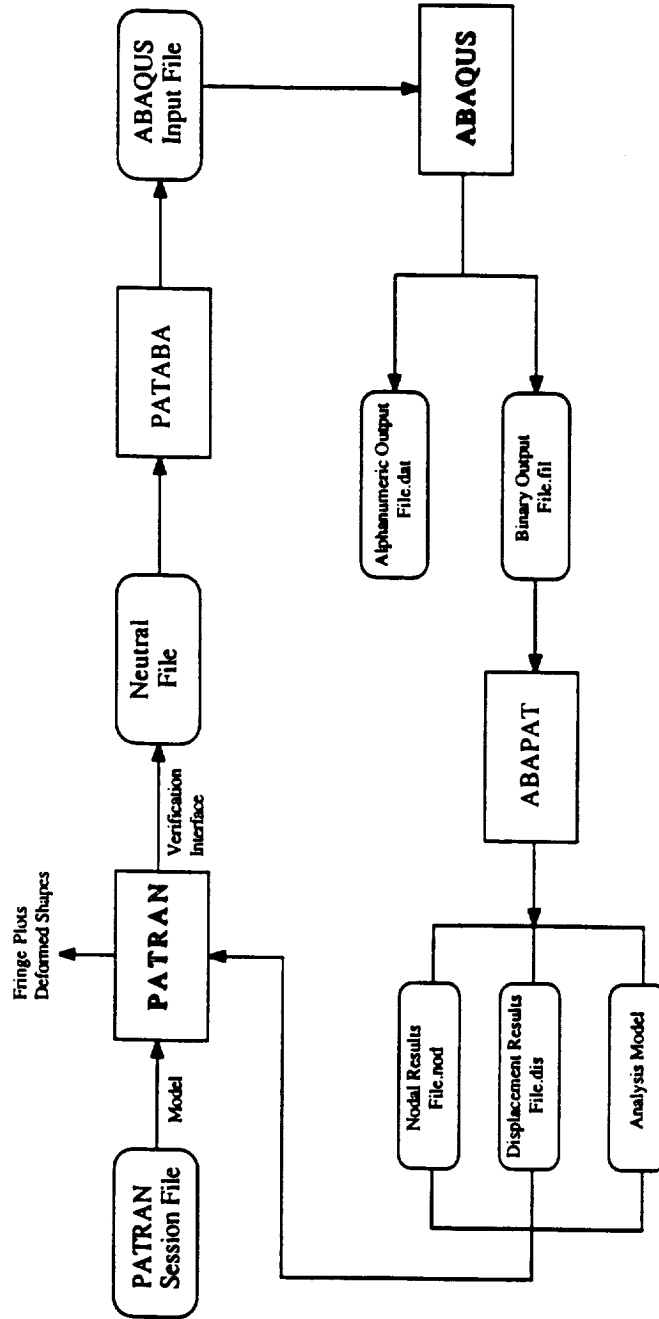 Fringe Plots
Deformed Shapes
PATRAN
Session File
Model
PATRAN
Verification
Interface
Neutral
File
PATABA
ABAQUS
Input File
Nodal Results
File.nod
Displacement Results
File.dis
Analysis Model
ABAPAT
Alphanumeric Output
File.dat
Binary Output
File.fil
ABAQUS